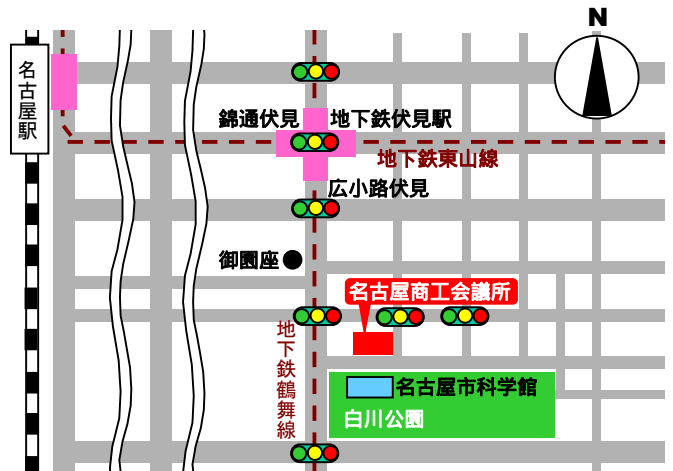 N
名古屋駅
錦通伏見
地下鉄伏見駅
地下鉄東山線
広小路伏見
御園座
名古屋商工会議所
地下鉄鶴舞線
名古屋市科学館
白川公園